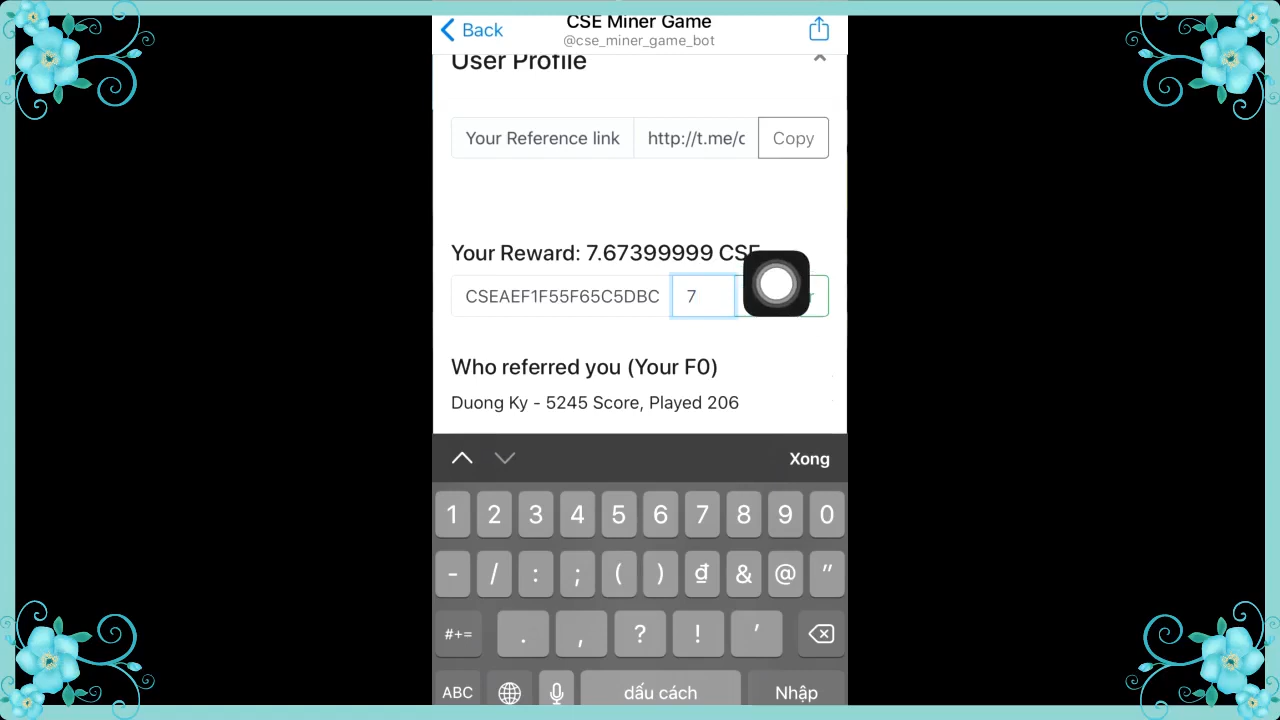 Back
CSE Miner Game
@cse_miner_game_bot
User Profile
Your Reference link http://t.me/c Copy
Your Reward: 7.67399999 CSE
CSEAEF1F55F65C5DBC 7
Who referred you (Your F0)
Duong Ky - 5245 Score, Played 206
Xong
1 2 3 4 5 6 7 8 9 0
- / : ; ( ) ₫ & @ "
#+= . , ? ! '
ABC dấu cách Nhập